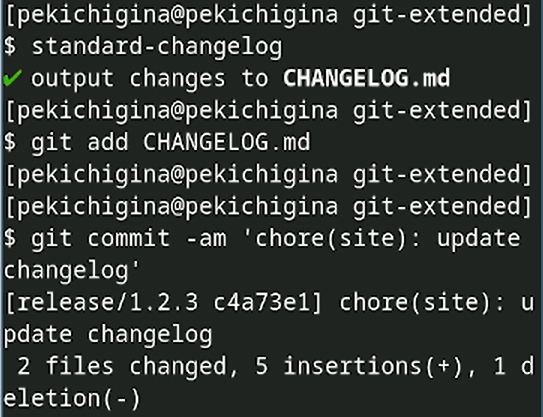 [pekichigina@pekichigina git-extended]
$ standard-changelog
✔ output changes to CHANGELOG.md
[pekichigina@pekichigina git-extended]
$ git add CHANGELOG.md
[pekichigina@pekichigina git-extended]
[pekichigina@pekichigina git-extended]
$ git commit -am 'chore(site): update
changelog'
[release/1.2.3 c4a73e1] chore(site): u
pdate changelog
 2 files changed, 5 insertions(+), 1 d
eletion(-)